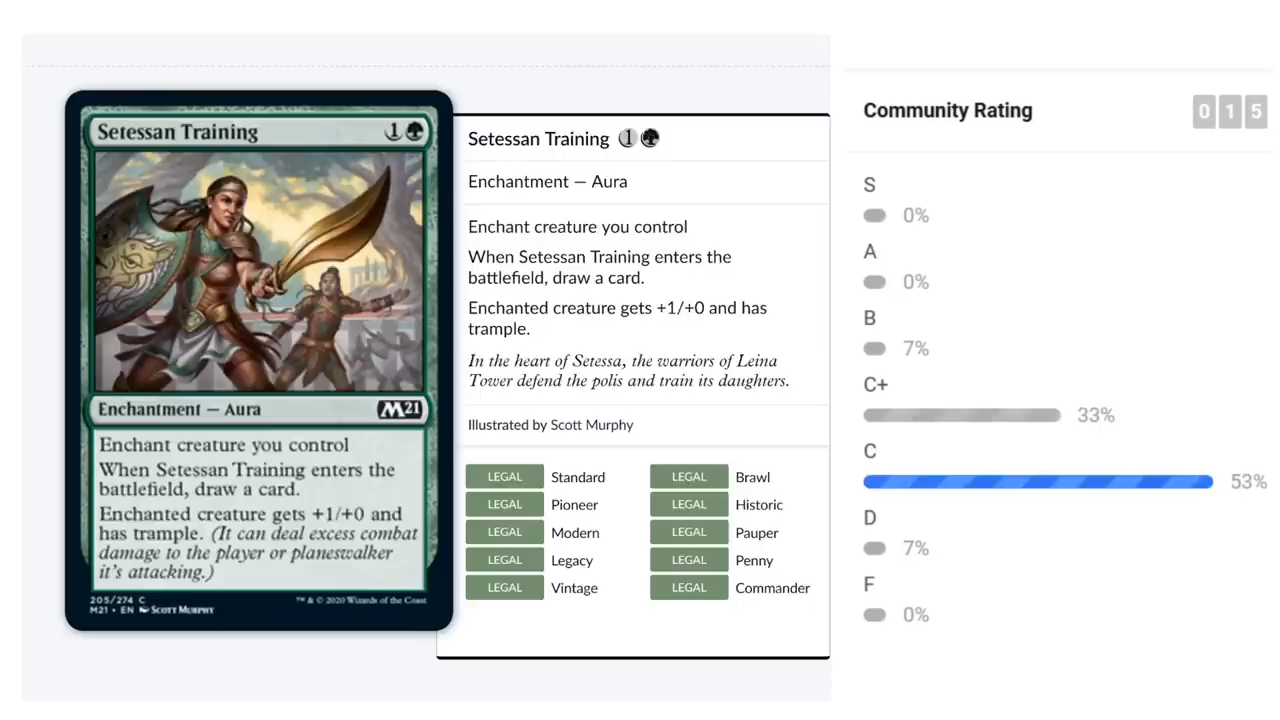 Setessan Training 1
Enchantment — Aura
M21
Enchant creature you control
When Setessan Training enters the
battlefield, draw a card.
Enchanted creature gets +1/+0 and
has trample. (It can deal excess combat
damage to the player or planeswalker
it's attacking.)
205/274 C
M21 • EN Scott Murphy
™ & © 2020 Wizards of the Coast
Setessan Training 1
Enchantment — Aura
Enchant creature you control
When Setessan Training enters the
battlefield, draw a card.
Enchanted creature gets +1/+0 and has
trample.
In the heart of Setessa, the warriors of Leina
Tower defend the polis and train its daughters.
Illustrated by Scott Murphy
LEGAL Standard LEGAL Brawl
LEGAL Pioneer LEGAL Historic
LEGAL Modern LEGAL Pauper
LEGAL Legacy LEGAL Penny
LEGAL Vintage LEGAL Commander
Community Rating 0 1 5
S
0%
A
0%
B
7%
C+
33%
C
53%
D
7%
F
0%